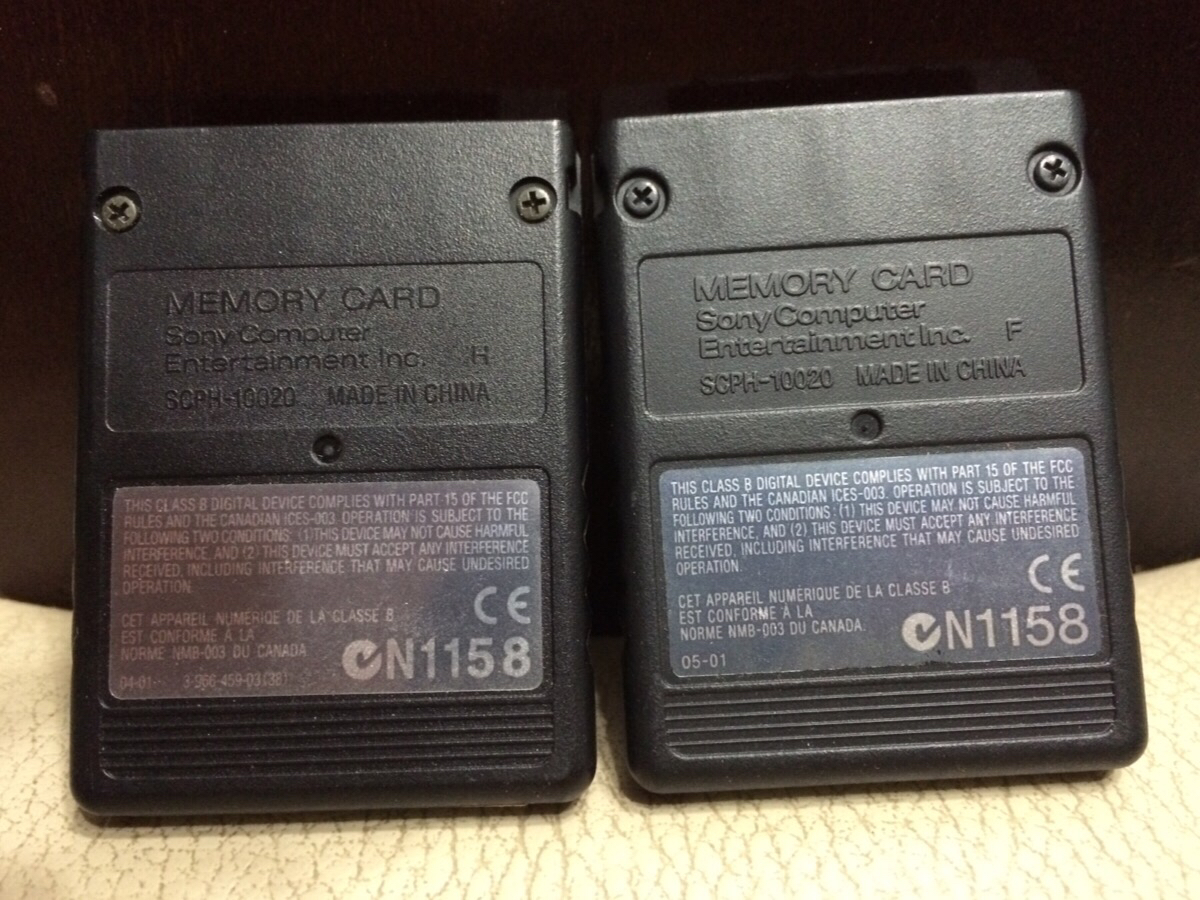 MEMORY CARD
Sony Computer
Entertainment Inc. H
SCPH-10020 MADE IN CHINA
THIS CLASS B DIGITAL DEVICE COMPLIES WITH PART 15 OF THE FCC
RULES AND THE CANADIAN ICES-003. OPERATION IS SUBJECT TO THE
FOLLOWING TWO CONDITIONS: (1) THIS DEVICE MAY NOT CAUSE HARMFUL
INTERFERENCE, AND (2) THIS DEVICE MUST ACCEPT ANY INTERFERENCE
RECEIVED, INCLUDING INTERFERENCE THAT MAY CAUSE UNDESIRED
OPERATION.
CET APPAREIL NUMÉRIQUE DE LA CLASSE B
EST CONFORME À LA
NORME NMB-003 DU CANADA
CE
N1158
04-01 3-966-459-03 (38)
MEMORY CARD
Sony Computer
Entertainment Inc. F
SCPH-10020 MADE IN CHINA
THIS CLASS B DIGITAL DEVICE COMPLIES WITH PART 15 OF THE FCC
RULES AND THE CANADIAN ICES-003. OPERATION IS SUBJECT TO THE
FOLLOWING TWO CONDITIONS: (1) THIS DEVICE MAY NOT CAUSE HARMFUL
INTERFERENCE, AND (2) THIS DEVICE MUST ACCEPT ANY INTERFERENCE
RECEIVED, INCLUDING INTERFERENCE THAT MAY CAUSE UNDESIRED
OPERATION.
CET APPAREIL NUMÉRIQUE DE LA CLASSE B
EST CONFORME À LA
NORME NMB-003 DU CANADA.
CE
N1158
05-01